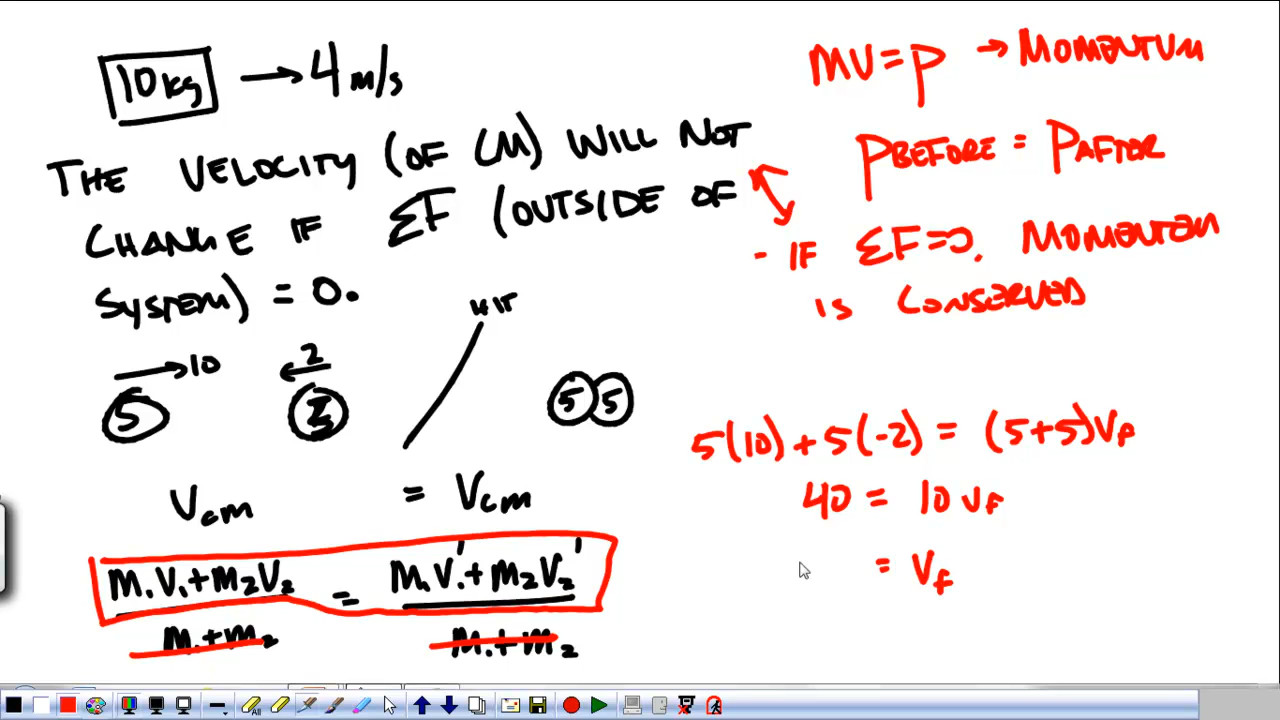 10kg → 4 m/s
THE VELOCITY (OF CM) WILL NOT
CHANGE IF ΣF (OUTSIDE OF
SYSTEM) = 0.
→ 10
← 2
HIT
5
5 5
Vcm = Vcm
m₁V₁+m₂V₂ = m₁V₁'+m₂V₂'
m₁+m₂ m₁+m₂
MV = p → MOMENTUM
PBEFORE = PAFTER
- IF ΣF=0, MOMENTUM
IS CONSERVED
5(10) + 5(-2) = (5+5)Vf
40 = 10 Vf
= Vf
All